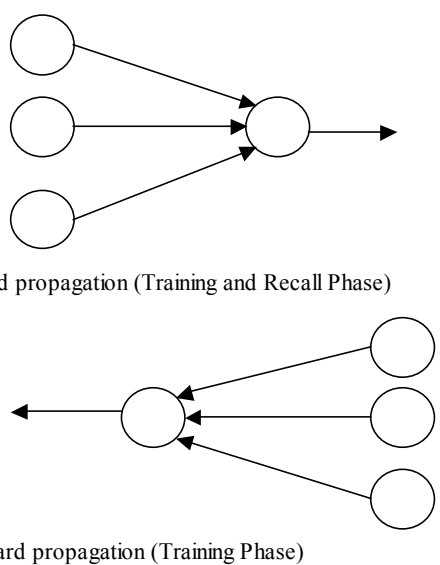 d propagation (Training and Recall Phase)
ard propagation (Training Phase)